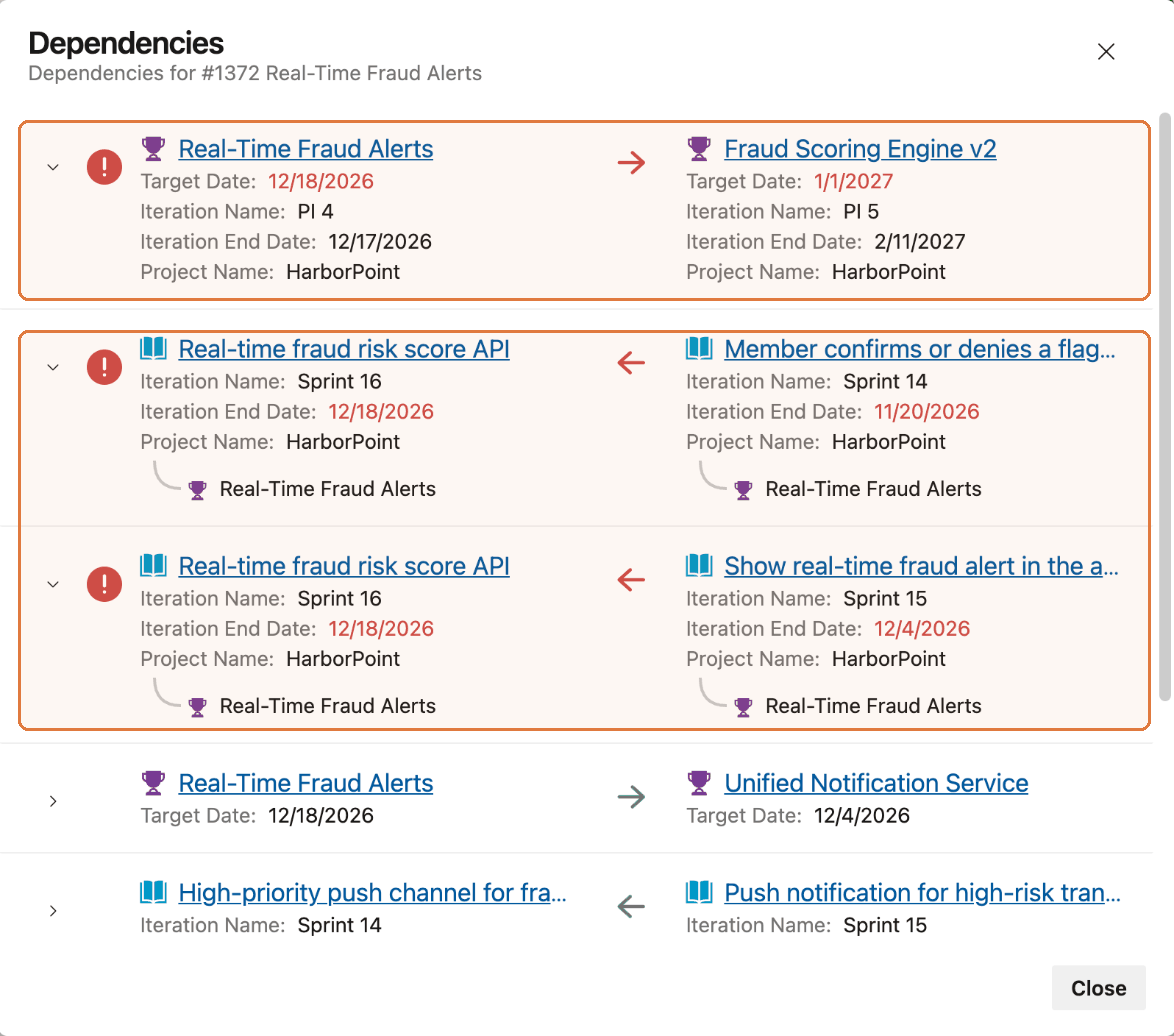 Dependencies
Dependencies for #1372 Real-Time Fraud Alerts
Real-Time Fraud Alerts
Target Date: 12/18/2026
Iteration Name: PI 4
Iteration End Date: 12/17/2026
Project Name: HarborPoint
Fraud Scoring Engine v2
Target Date: 1/1/2027
Iteration Name: PI 5
Iteration End Date: 2/11/2027
Project Name: HarborPoint
Real-time fraud risk score API
Iteration Name: Sprint 16
Iteration End Date: 12/18/2026
Project Name: HarborPoint
Real-Time Fraud Alerts
Member confirms or denies a flag...
Iteration Name: Sprint 14
Iteration End Date: 11/20/2026
Project Name: HarborPoint
Real-Time Fraud Alerts
Real-time fraud risk score API
Iteration Name: Sprint 16
Iteration End Date: 12/18/2026
Project Name: HarborPoint
Real-Time Fraud Alerts
Show real-time fraud alert in the a...
Iteration Name: Sprint 15
Iteration End Date: 12/4/2026
Project Name: HarborPoint
Real-Time Fraud Alerts
Real-Time Fraud Alerts
Target Date: 12/18/2026
Unified Notification Service
Target Date: 12/4/2026
High-priority push channel for fra...
Iteration Name: Sprint 14
Push notification for high-risk tran...
Iteration Name: Sprint 15
Close